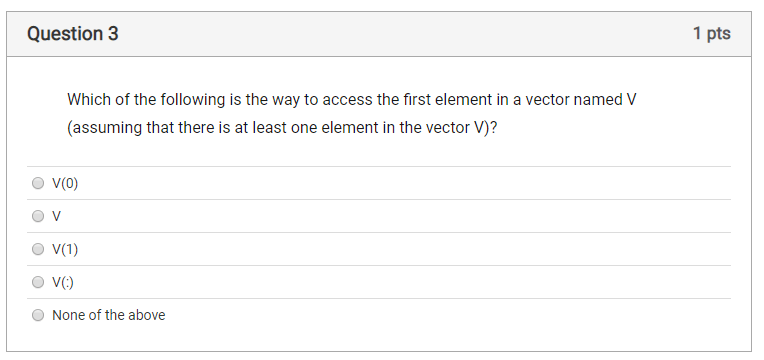 Question 3
1 pts
Which of the following is the way to access the first element in a vector named V
(assuming that there is at least one element in the vector V)?
V(0)
V
V(1)
V(:)
None of the above